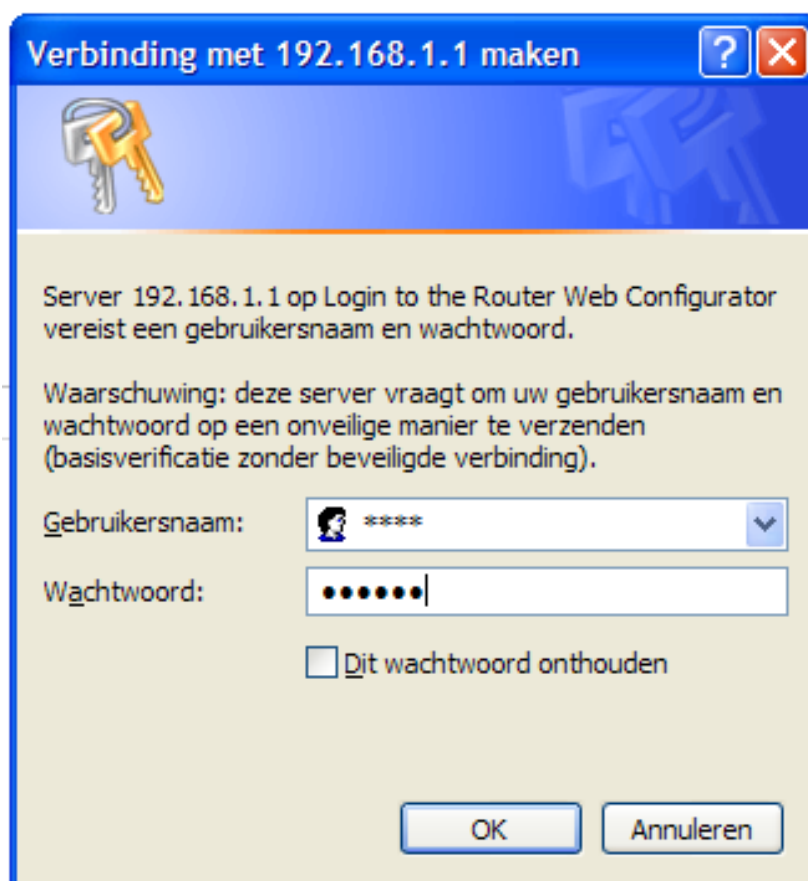 Verbinding met 192.168.1.1 maken
?
Server 192.168.1.1 op Login to the Router Web Configurator
vereist een gebruikersnaam en wachtwoord.
Waarschuwing: deze server vraagt om uw gebruikersnaam en
wachtwoord op een onveilige manier te verzenden
(basisverificatie zonder beveiligde verbinding).
Gebruikersnaam: ****
Wachtwoord: ●●●●●●
Dit wachtwoord onthouden
OK Annuleren